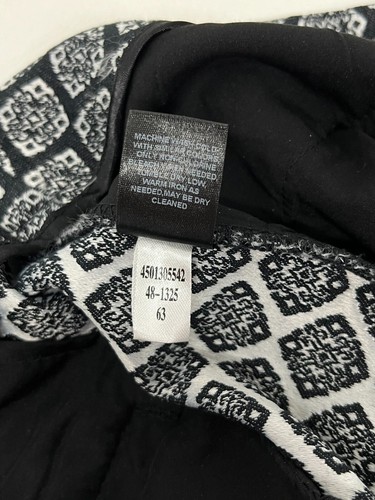 MACHINE WASH COLD
WITH SIMILAR COLORS
ONLY NON-CHLORINE
BLEACH WHEN NEEDED
TUMBLE DRY LOW,
WARM IRON AS
NEEDED,MAY BE DRY
CLEANED
4501305542
48-1325
63